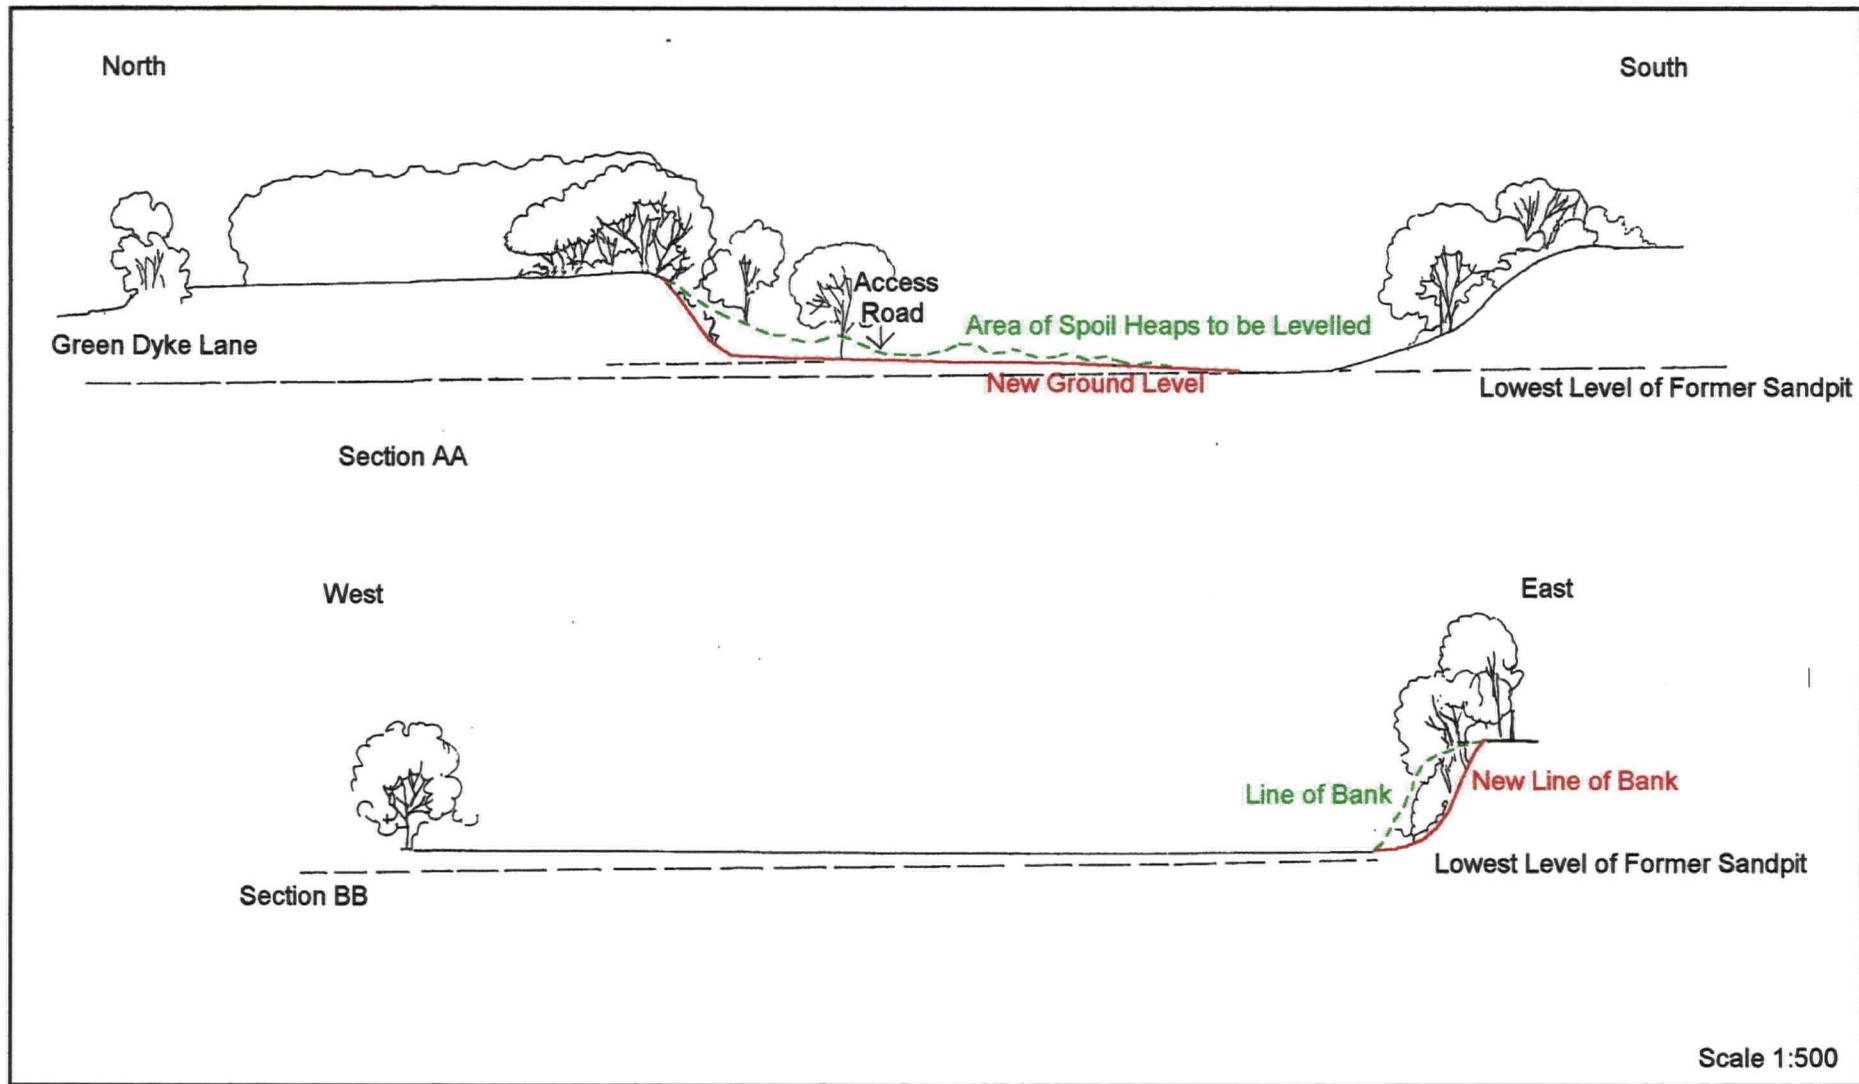 North
South
Access
Road
Area of Spoil Heaps to be Levelled
Green Dyke Lane
New Ground Level
Lowest Level of Former Sandpit
Section AA
West
East
Line of Bank
New Line of Bank
Lowest Level of Former Sandpit
Section BB
Scale 1:500